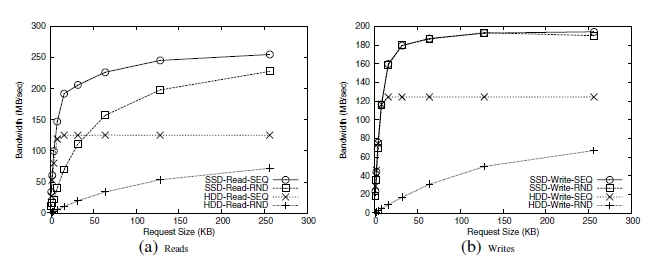 300
250
200
150
100
50
0
Bandwidth (MB/sec)
SSD-Read-SEQ
SSD-Read-RND
HDD-Read-SEQ
HDD-Read-RND
0 50 100 150 200 250 300
Request Size (KB)
(a) Reads
200
180
160
140
120
100
80
60
40
20
0
Bandwidth (MB/sec)
SSD-Write-SEQ
SSD-Write-RND
HDD-Write-SEQ
HDD-Write-RND
0 50 100 150 200 250 300
Request Size (KB)
(b) Writes